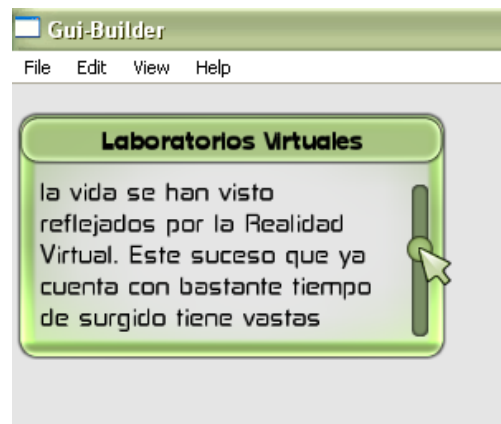 Gui-Builder
File Edit View Help
Laboratorios Virtuales
la vida se han visto
reflejados por la Realidad
Virtual. Este suceso que ya
cuenta con bastante tiempo
de surgido tiene vastas